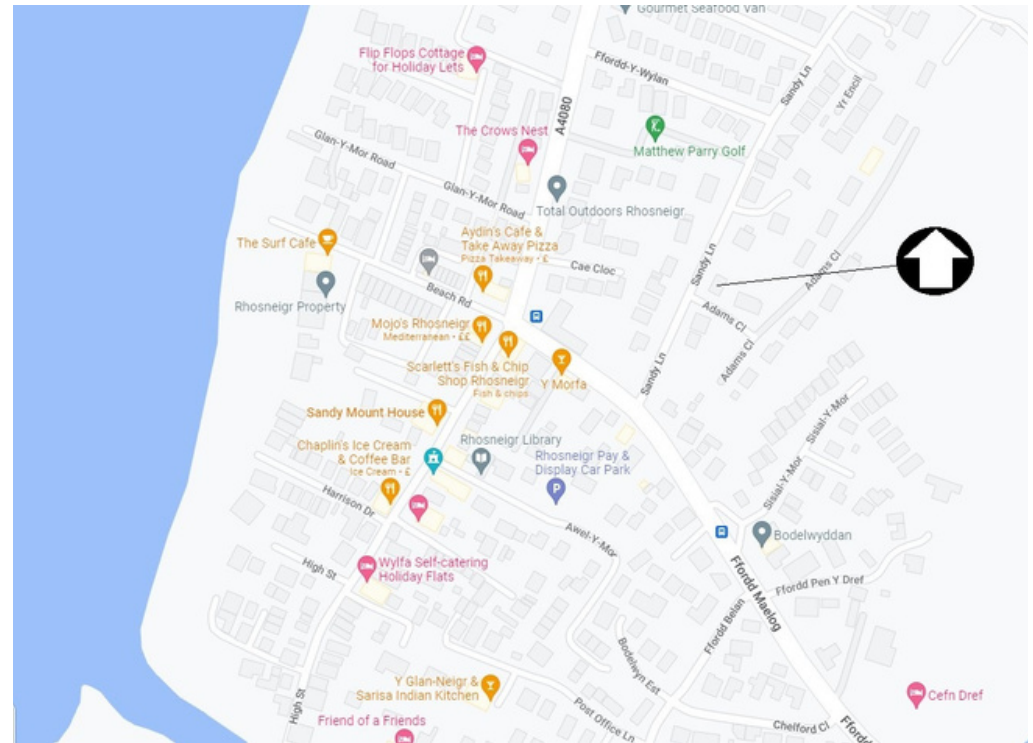 Gourmet Seafood Van
Flip Flops Cottage
for Holiday Lets
Ffordd-Y-Wylan
Sandy Ln
Yr Encil
A4080
The Crows Nest
Matthew Parry Golf
Glan-Y-Mor Road
Glan-Y-Mor Road
Total Outdoors Rhosneigr
The Surf Cafe
Aydin's Cafe &
Take Away Pizza
Pizza Takeaway - £
Cae Cloc
Sandy Ln
Adams Cl
Rhosneigr Property
Beach Rd
Adams Cl
Mojo's Rhosneigr
Mediterranean - ££
Adams Cl
Scarlett's Fish & Chip
Shop Rhosneigr
Fish & chips
Y Morfa
Sandy Ln
Sandy Mount House
Sisial-Y-Mor
Chaplin's Ice Cream
& Coffee Bar
Ice Cream - £
Rhosneigr Library
Rhosneigr Pay &
Display Car Park
P
Sisial-Y-Mor
Harrison Dr
Awel-Y-Mor
Bodelwyddan
High St
Wylfa Self-catering
Holiday Flats
Ffordd Maelog
Ffordd Pen Y Dref
Ffordd Belan
Bodelwyn Est
Y Glan-Neigr &
Sarisa Indian Kitchen
High St
Post Office Ln
Cefn Dref
Friend of a Friends
Chelford Cl